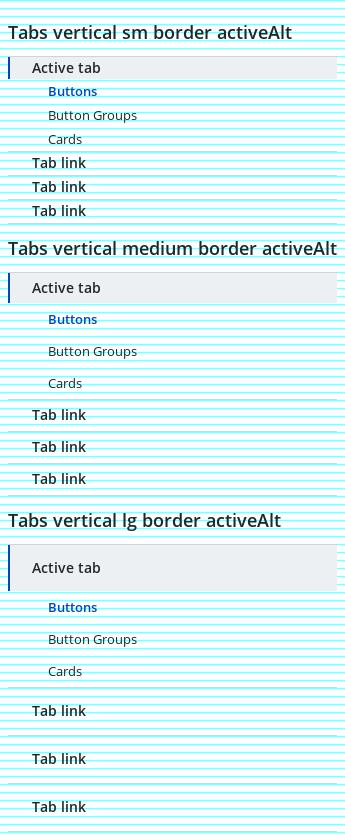 Tabs vertical sm border activeAlt
Active tab
Buttons
Button Groups
Cards
Tab link
Tab link
Tab link
Tabs vertical medium border activeAlt
Active tab
Buttons
Button Groups
Cards
Tab link
Tab link
Tab link
Tabs vertical lg border activeAlt
Active tab
Buttons
Button Groups
Cards
Tab link
Tab link
Tab link